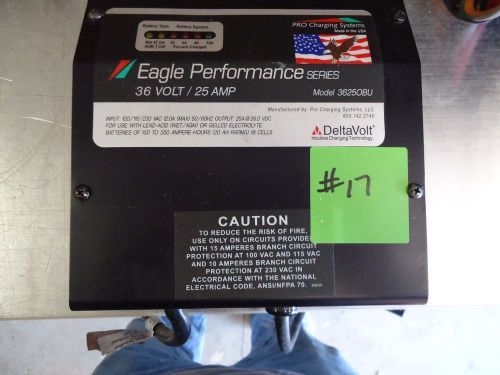 Battery Type Battery System
Percent Charged
PRO Charging Systems
Made in the USA
Eagle Performance SERIES
36 VOLT / 25 AMP
Model 3625OBU
INPUT: 100/115/230 VAC 12.0A (MAX) 50/60HZ OUTPUT: 25A@36.0 VDC
FOR USE WITH LEAD-ACID (WET/AGM) OR GELLED ELECTROLYTE
BATTERIES OF 150 TO 350 AMPERE-HOURS (20 AH RATING) 18 CELLS
Manufactured by: Pro Charging Systems, LLC
DeltaVolt
Intuitive Charging Technology
#17
CAUTION
TO REDUCE THE RISK OF FIRE,
USE ONLY ON CIRCUITS PROVIDED
WITH 15 AMPERES BRANCH CIRCUIT
PROTECTION AT 100 VAC AND 115 VAC
AND 10 AMPERES BRANCH CIRCUIT
PROTECTION AT 230 VAC IN
ACCORDANCE WITH THE NATIONAL
ELECTRICAL CODE, ANSI/NFPA 70.